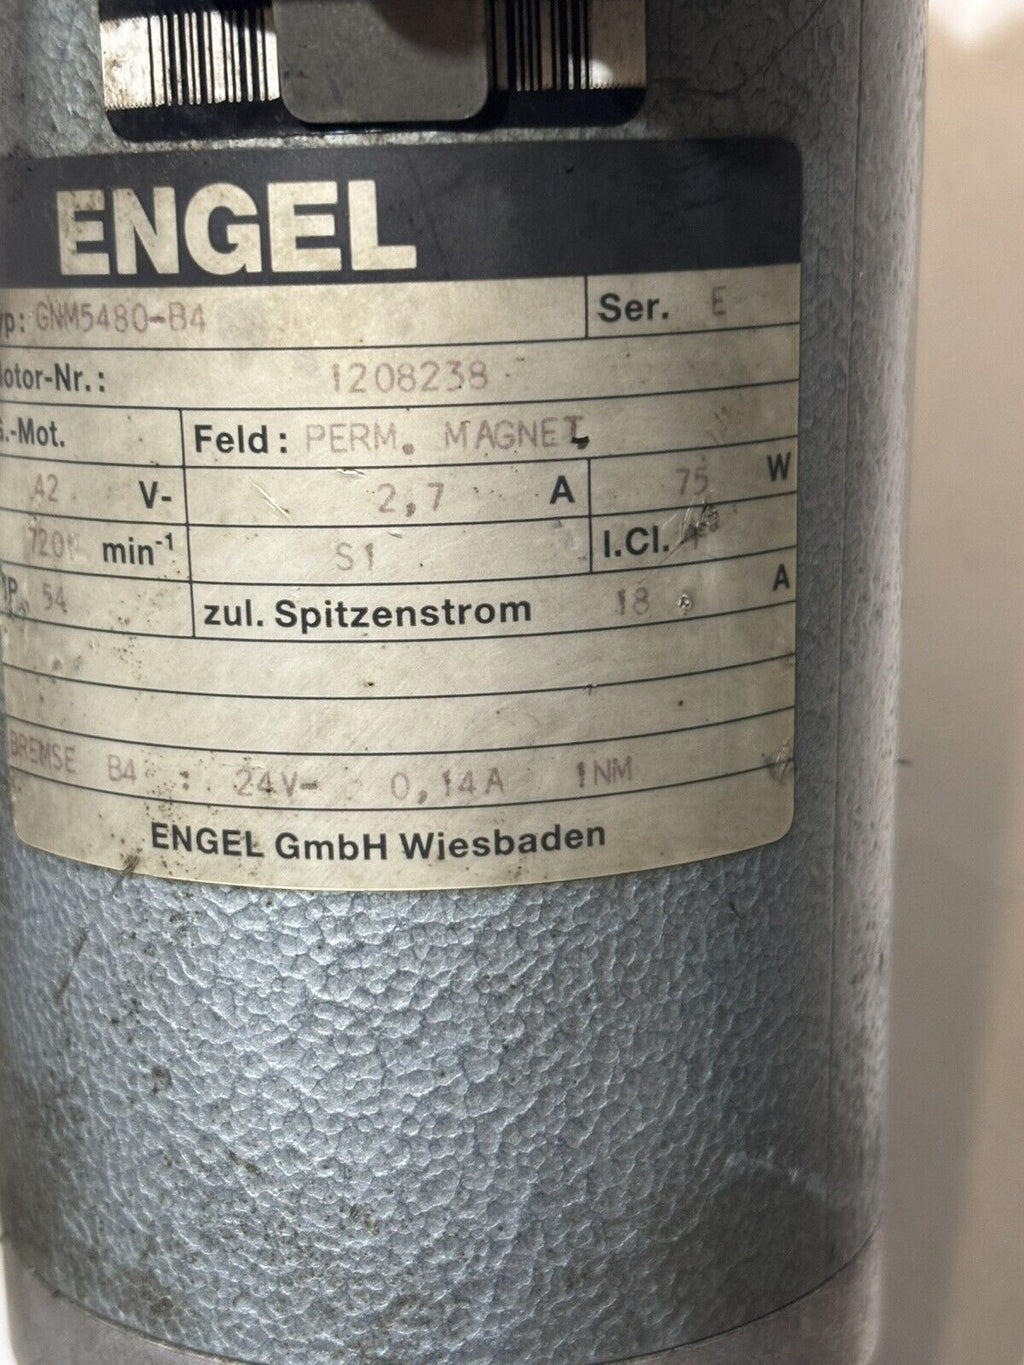 ENGEL
yp: GNM5480-B4 Ser. E
otor-Nr.: 1208238
G.-Mot. Feld: PERM. MAGNET
42 V- 2,7 A 75 W
min-1 S1 I.Cl.
IP 54 zul. Spitzenstrom 18 A
BREMSE B4 : 24V- 0,14A 1NM
ENGEL GmbH Wiesbaden